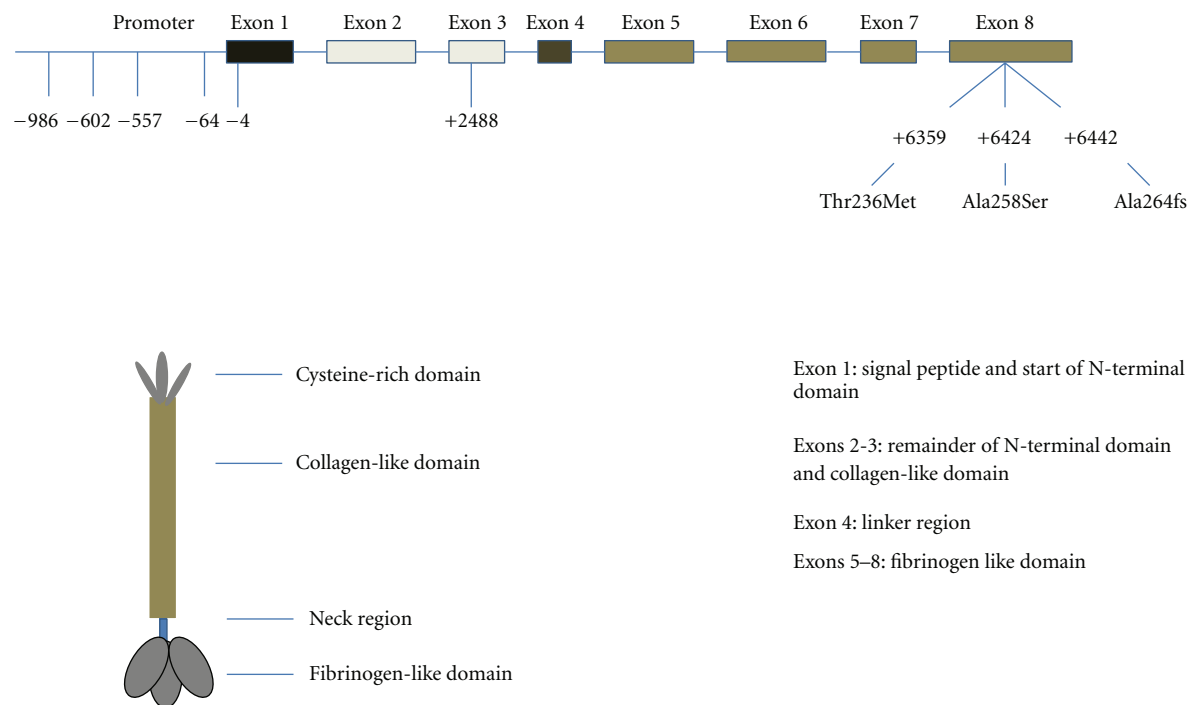 Promoter Exon 1 Exon 2 Exon 3 Exon 4 Exon 5 Exon 6 Exon 7 Exon 8
−986 −602 −557 −64 −4 +2488
+6359 +6424 +6442
Thr236Met Ala258Ser Ala264fs
Cysteine-rich domain
Collagen-like domain
Neck region
Fibrinogen-like domain
Exon 1: signal peptide and start of N-terminal
domain
Exons 2-3: remainder of N-terminal domain
and collagen-like domain
Exon 4: linker region
Exons 5–8: fibrinogen like domain